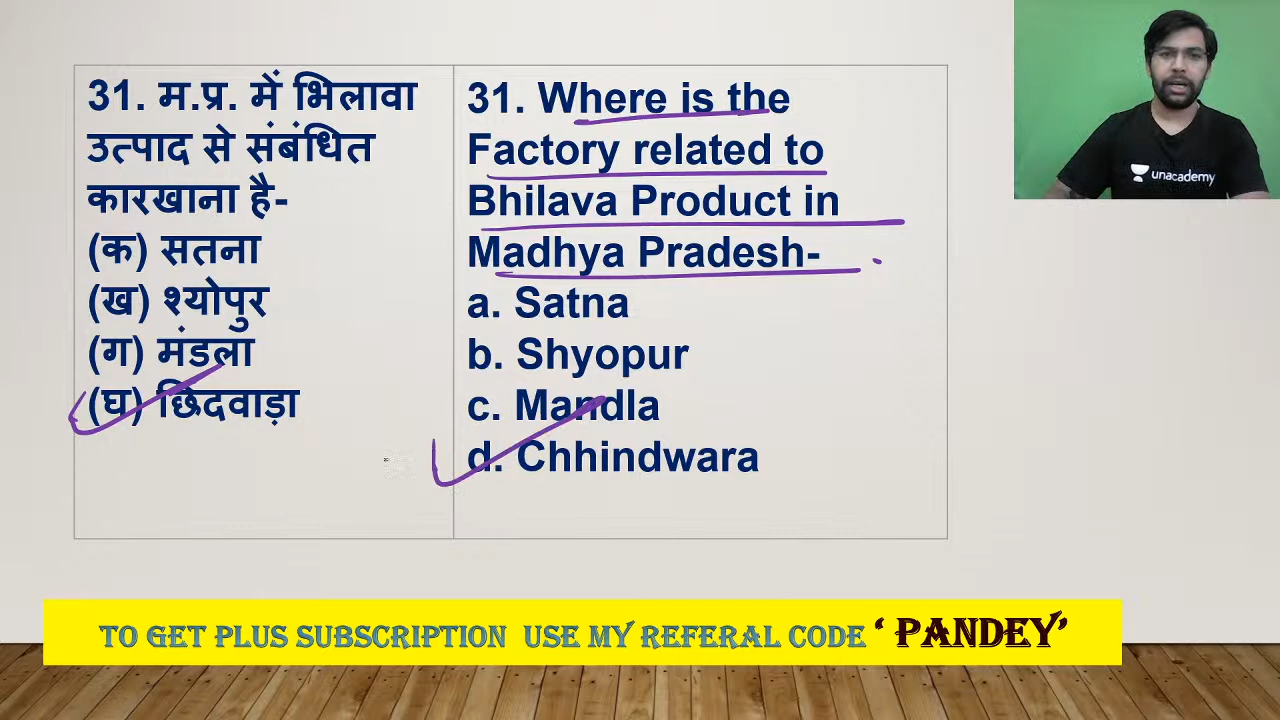 31. म.प्र. में भिलावा
उत्पाद से संबंधित
कारखाना है-
(क) सतना
(ख) श्योपुर
(ग) मंडला
(घ) छिंदवाड़ा
31. Where is the
Factory related to
Bhilava Product in
Madhya Pradesh-
a. Satna
b. Shyopur
c. Mandla
d. Chhindwara
unacademy
TO GET PLUS SUBSCRIPTION USE MY REFERAL CODE ‘ PANDEY’